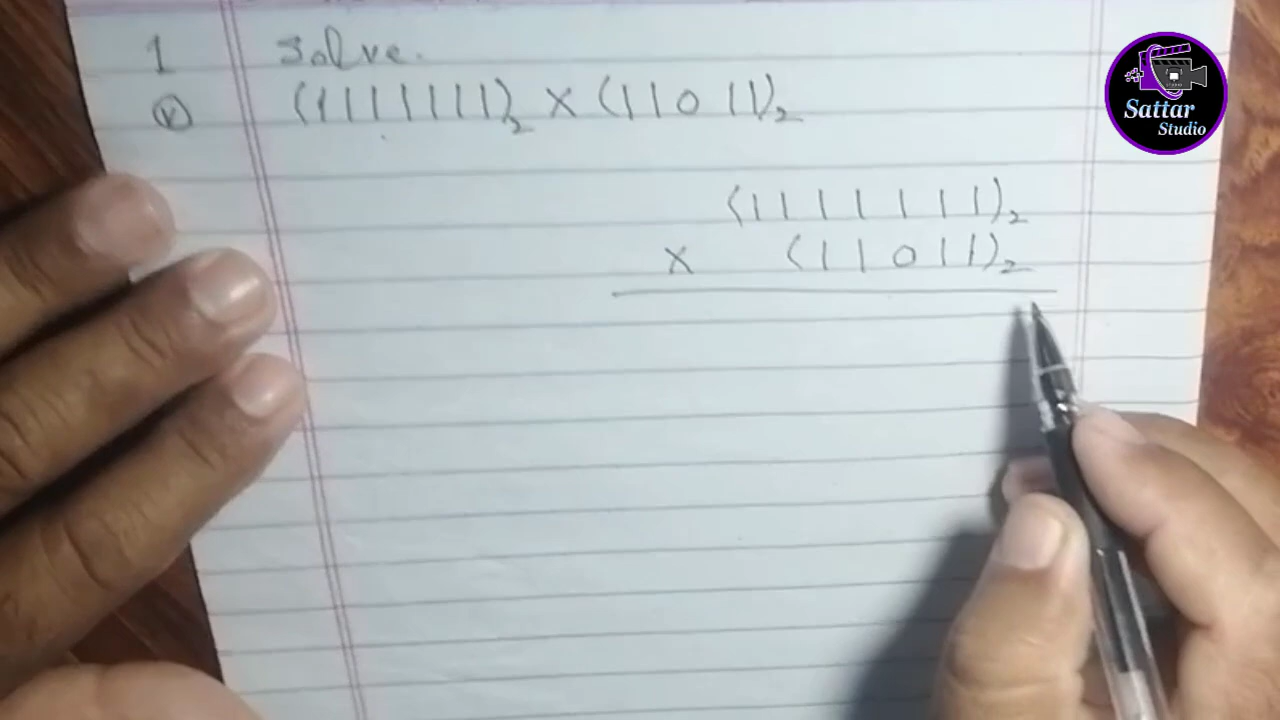 1 Solve.
(1111111)₂ × (11011)₂
(1111111)₂
× (11011)₂
Sattar
Studio